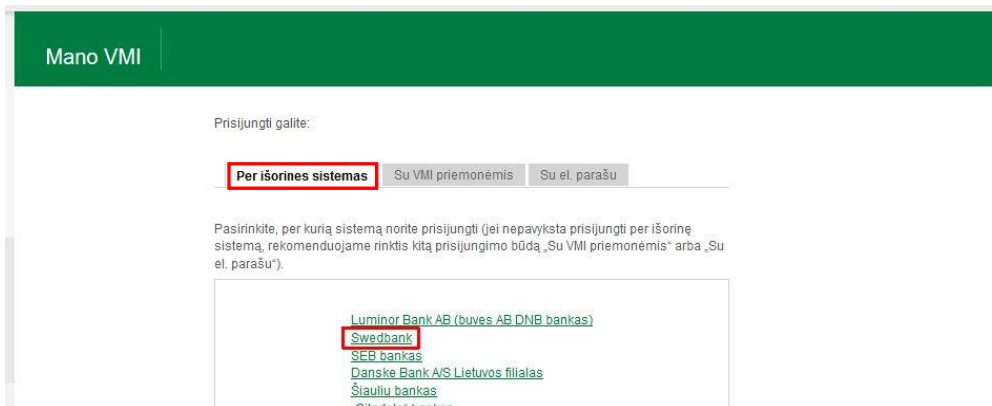 Mano VMI
Prisijungti galite:
Per išorines sistemas Su VMI priemonėmis Su el. parašu
Pasirinkite, per kurią sistemą norite prisijungti (jei nepavyksta prisijungti per išorinę
sistemą, rekomenduojame rinktis kitą prisijungimo būdą „Su VMI priemonėmis“ arba „Su
el. parašu“).
Luminor Bank AB (buvęs AB DNB bankas)
Swedbank
SEB bankas
Danske Bank A/S Lietuvos filialas
Šiaulių bankas